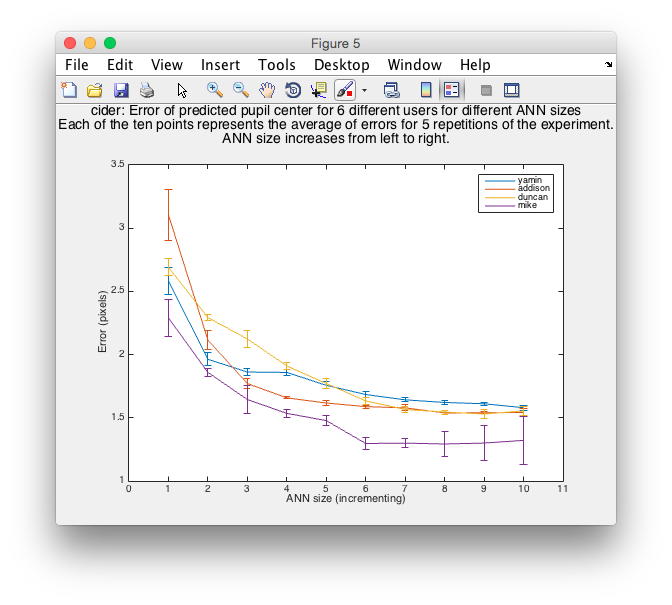 Figure 5
File Edit View Insert Tools Desktop Window Help
cider: Error of predicted pupil center for 6 different users for different ANN sizes
Each of the ten points represents the average of errors for 5 repetitions of the experiment.
ANN size increases from left to right.
3.5
3
2.5
2
1.5
1
Error (pixels)
yamin
addison
duncan
mike
0 1 2 3 4 5 6 7 8 9 10 11
ANN size (incrementing)